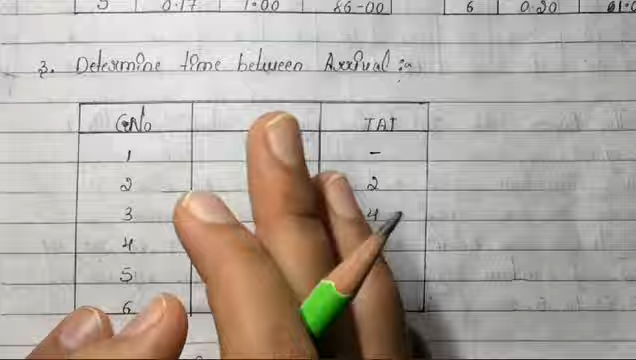 5 0.17 1.00 86-00 6 0.20
3. Determine time between Arrival :-
C.No TAT
1 -
2 2
3 4
4
5
6